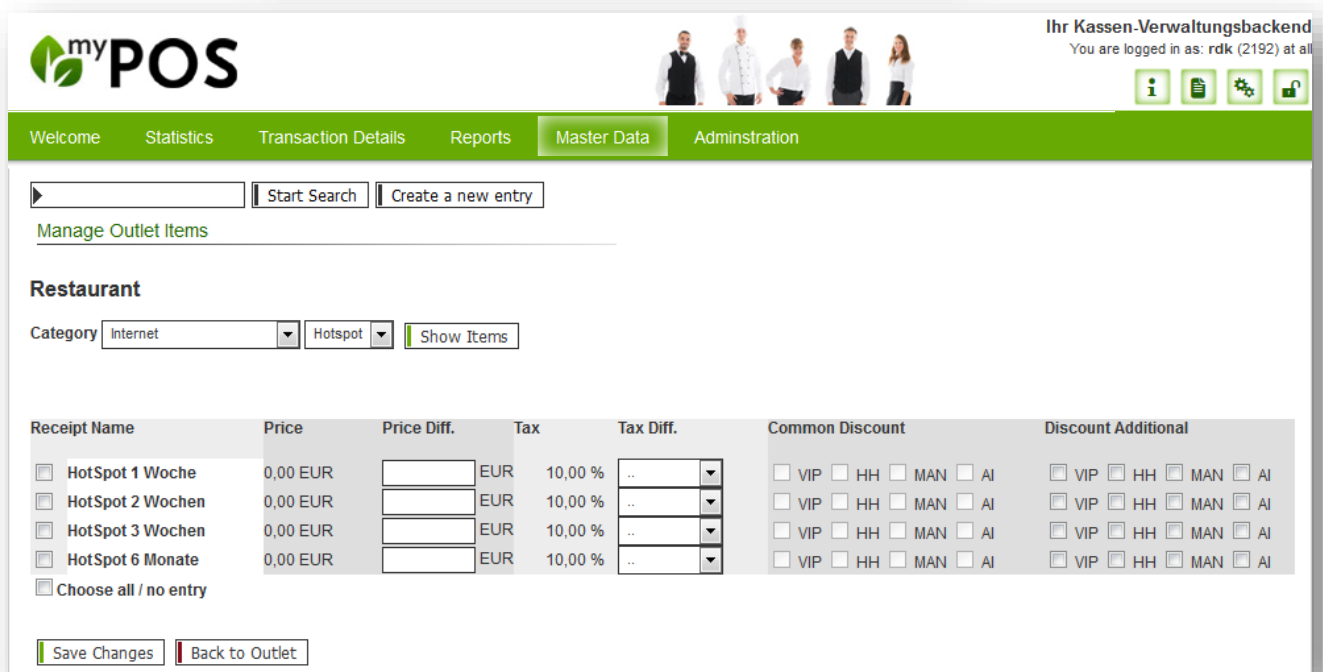 myPOS
Ihr Kassen-Verwaltungsbackend
You are logged in as: rdk (2192) at all
Welcome Statistics Transaction Details Reports Master Data Adminstration
Start Search Create a new entry
Manage Outlet Items
Restaurant
Category Internet Hotspot Show Items
Receipt Name Price Price Diff. Tax Tax Diff. Common Discount Discount Additional
HotSpot 1 Woche 0,00 EUR EUR 10,00 % .. VIP HH MAN AI VIP HH MAN AI
HotSpot 2 Wochen 0,00 EUR EUR 10,00 % .. VIP HH MAN AI VIP HH MAN AI
HotSpot 3 Wochen 0,00 EUR EUR 10,00 % .. VIP HH MAN AI VIP HH MAN AI
HotSpot 6 Monate 0,00 EUR EUR 10,00 % .. VIP HH MAN AI VIP HH MAN AI
Choose all / no entry
Save Changes Back to Outlet